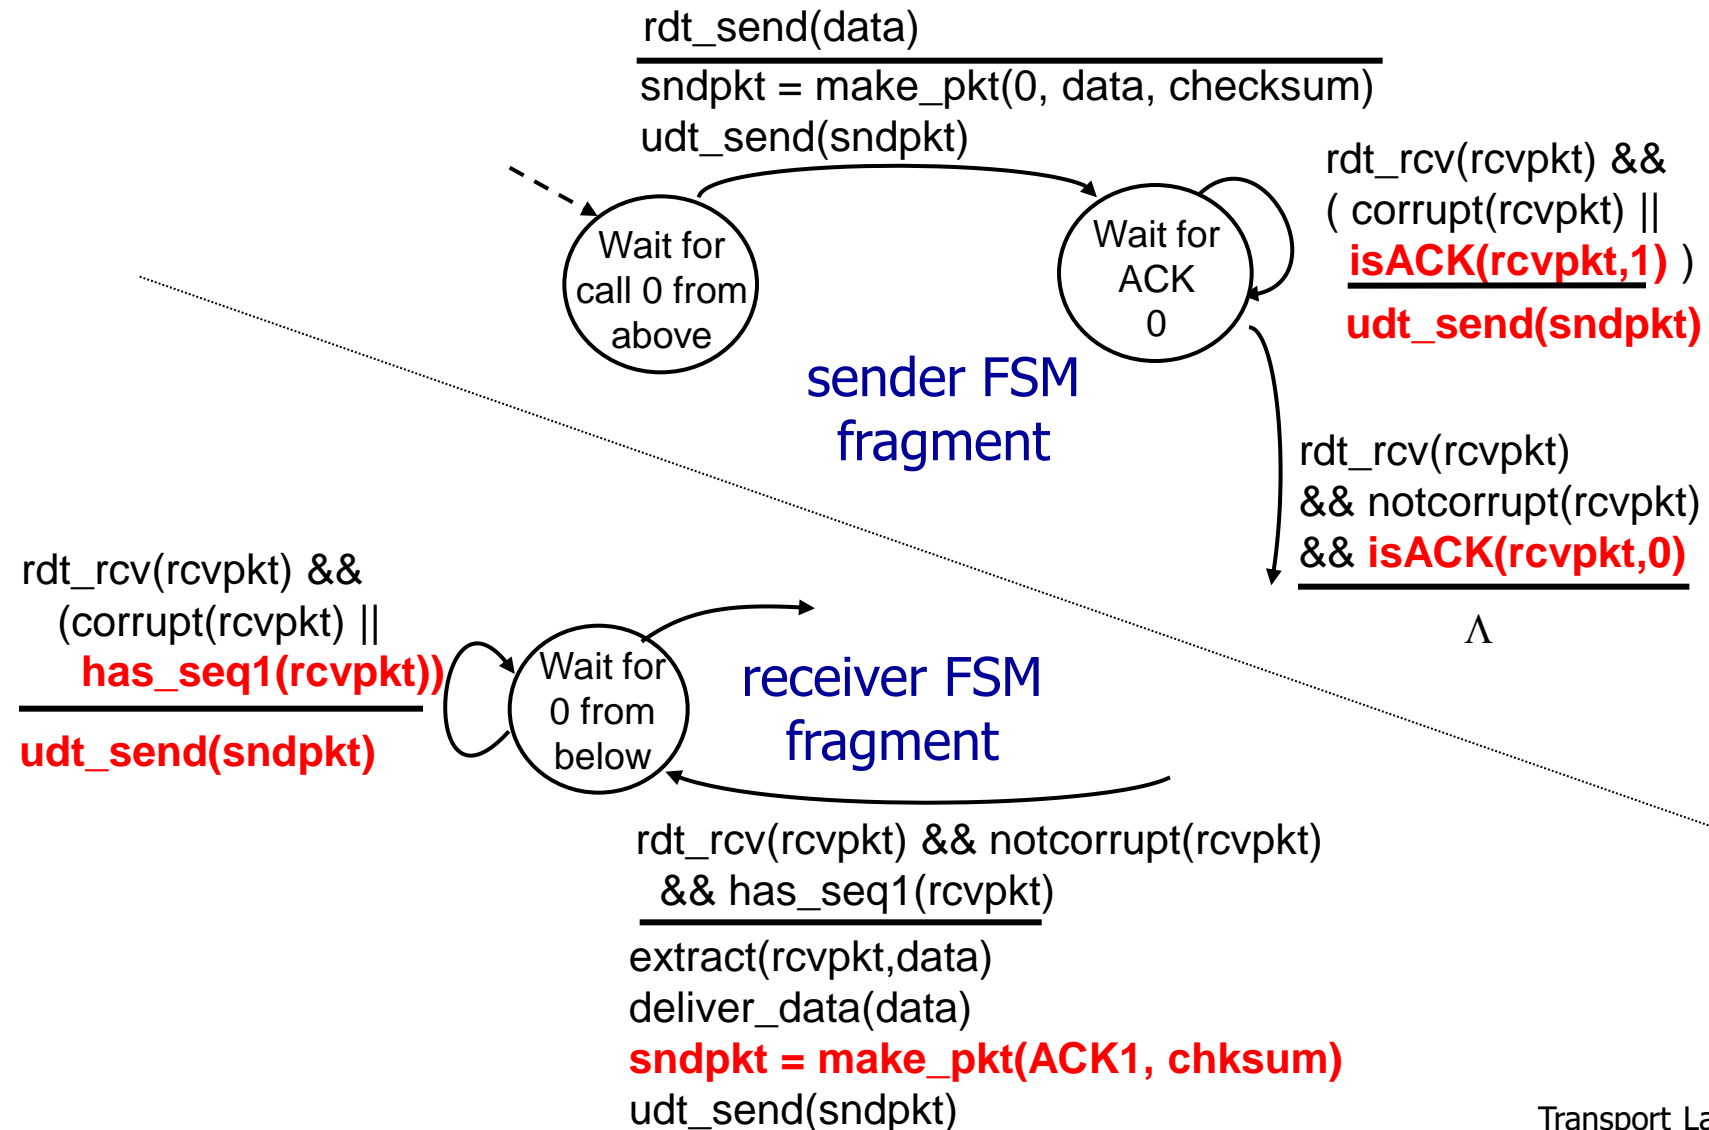 rdt_send(data)
sndpkt = make_pkt(0, data, checksum)
udt_send(sndpkt)
Wait for
call 0 from
above
Wait for
ACK
0
rdt_rcv(rcvpkt) &&
( corrupt(rcvpkt) ||
isACK(rcvpkt,1) )
udt_send(sndpkt)
sender FSM
fragment
rdt_rcv(rcvpkt)
&& notcorrupt(rcvpkt)
&& isACK(rcvpkt,0)
Λ
rdt_rcv(rcvpkt) &&
(corrupt(rcvpkt) ||
has_seq1(rcvpkt))
udt_send(sndpkt)
Wait for
0 from
below
receiver FSM
fragment
rdt_rcv(rcvpkt) && notcorrupt(rcvpkt)
&& has_seq1(rcvpkt)
extract(rcvpkt,data)
deliver_data(data)
sndpkt = make_pkt(ACK1, chksum)
udt_send(sndpkt)
Transport La